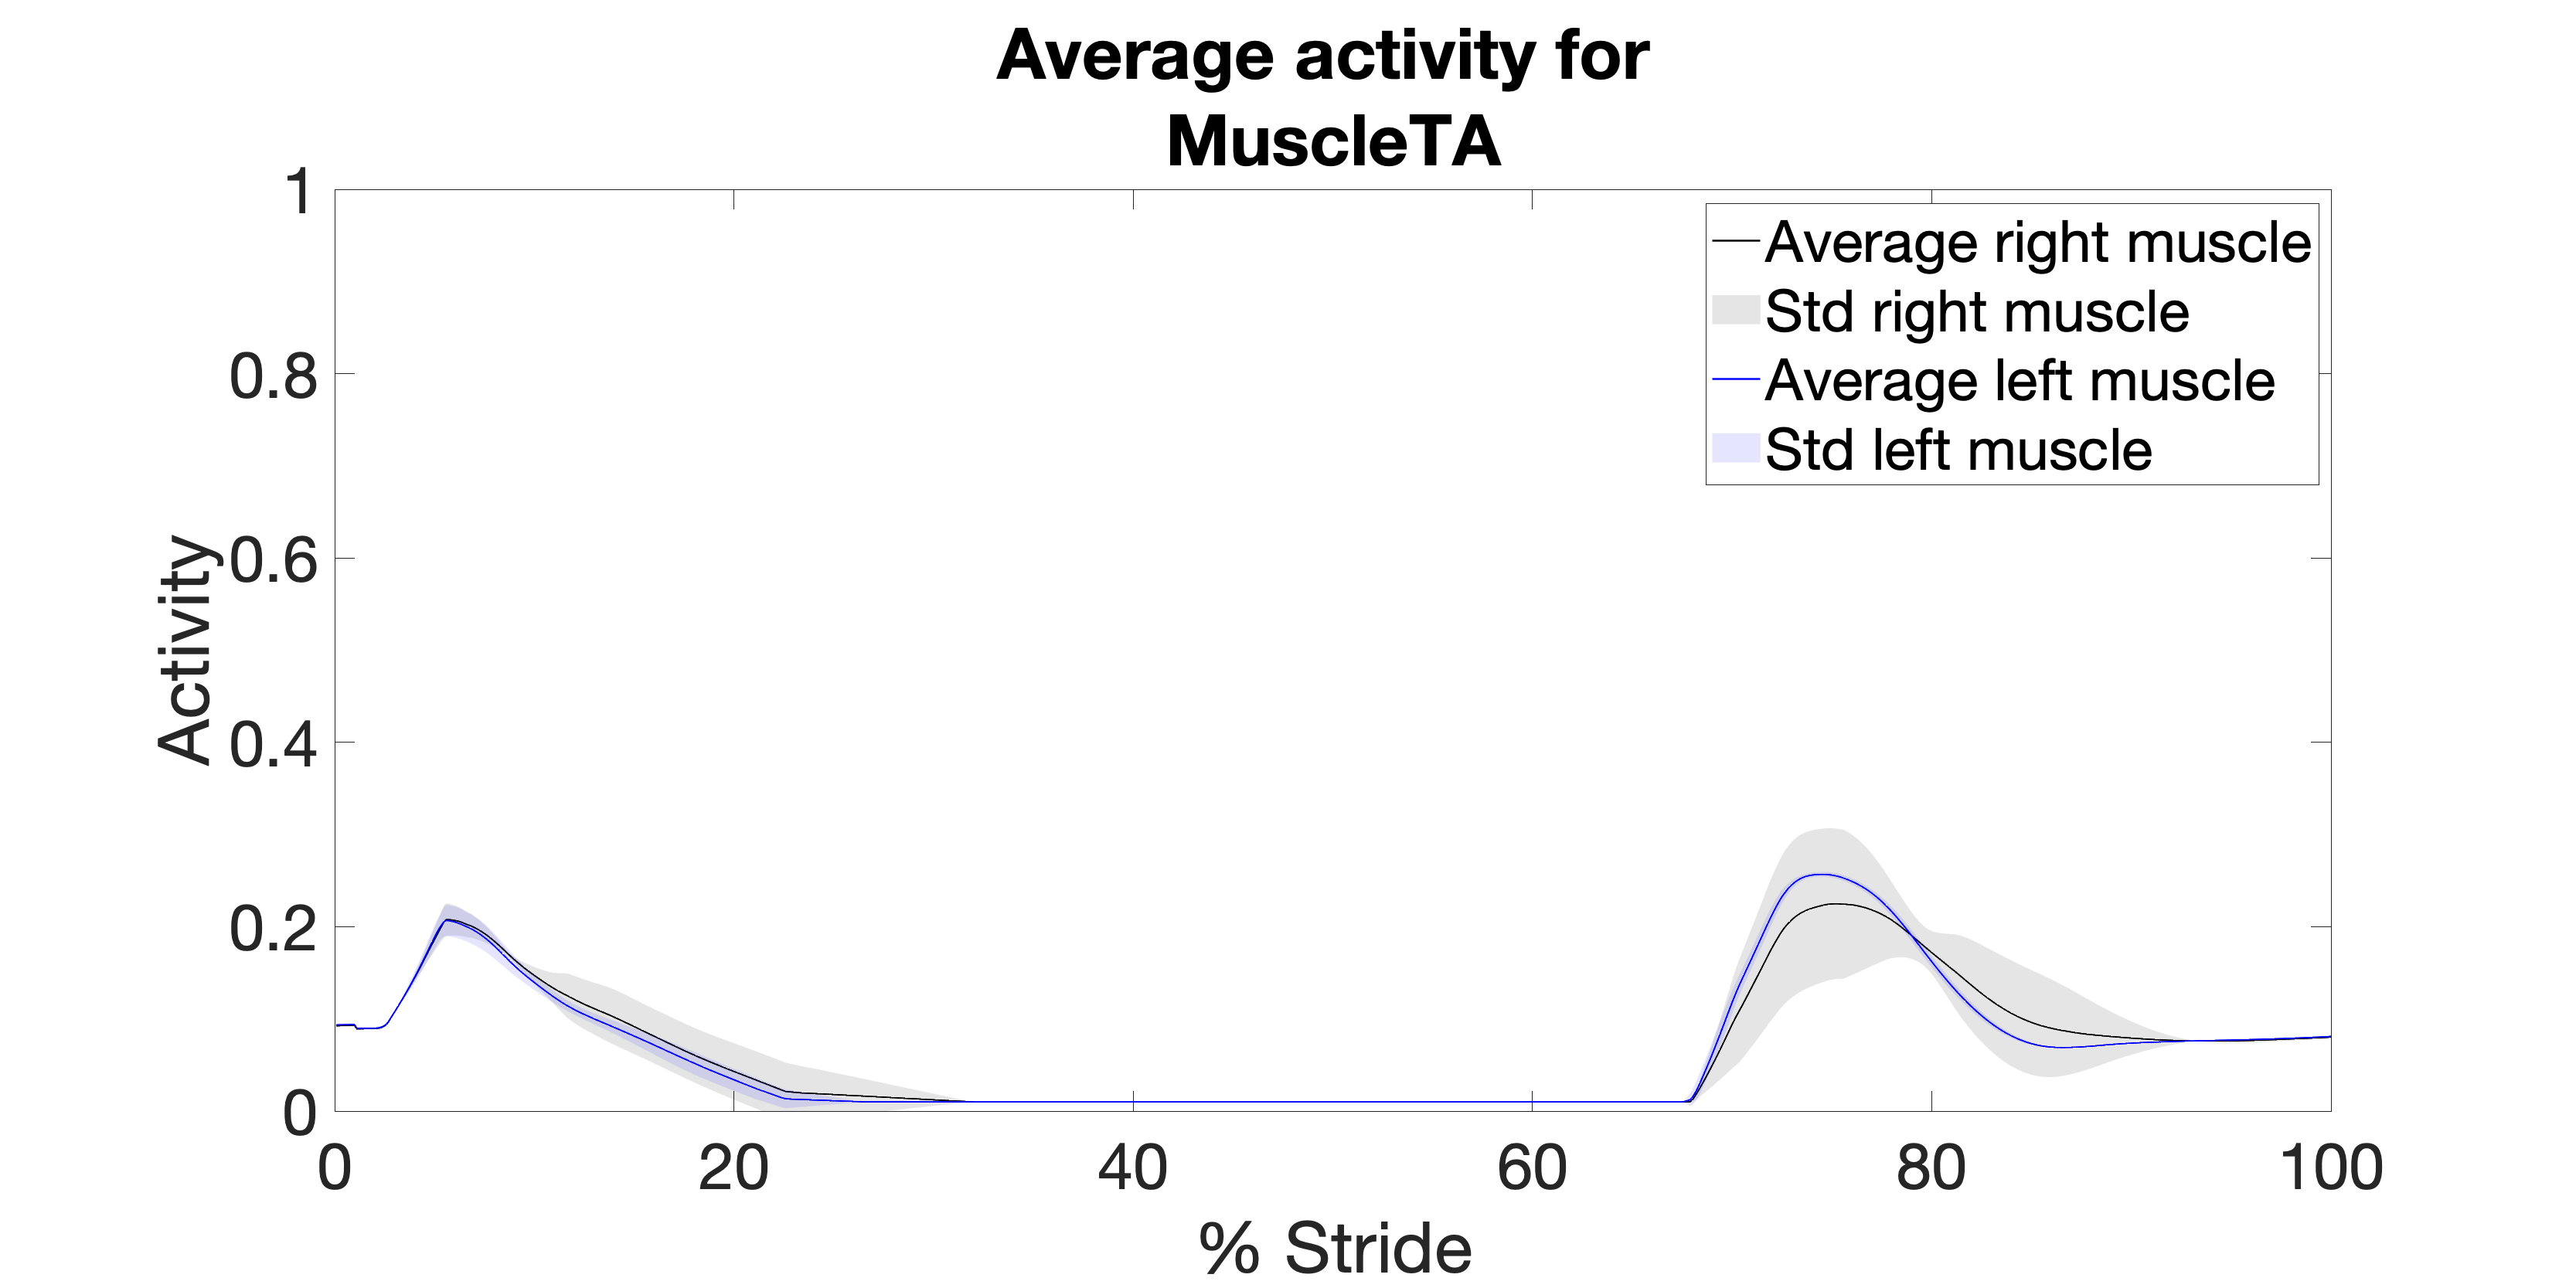 Average activity for
MuscleTA
1
0.8
0.6
0.4
0.2
0
Activity
0 20 40 60 80 100
% Stride
Average right muscle
Std right muscle
Average left muscle
Std left muscle